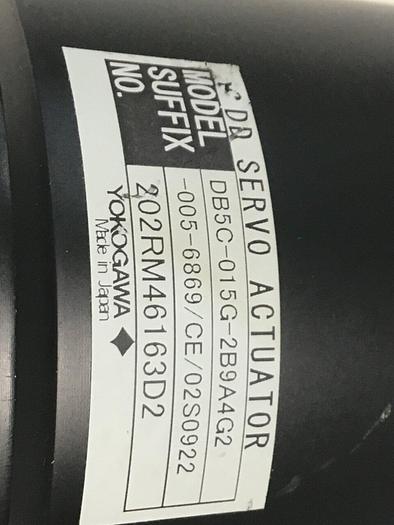 DD SERVO ACTUATOR
MODEL DB5C-015G-2B9A4G2
SUFFIX -005-6869/CE/02S0922
NO. 202RM46163D2
YOKOGAWA
Made in Japan